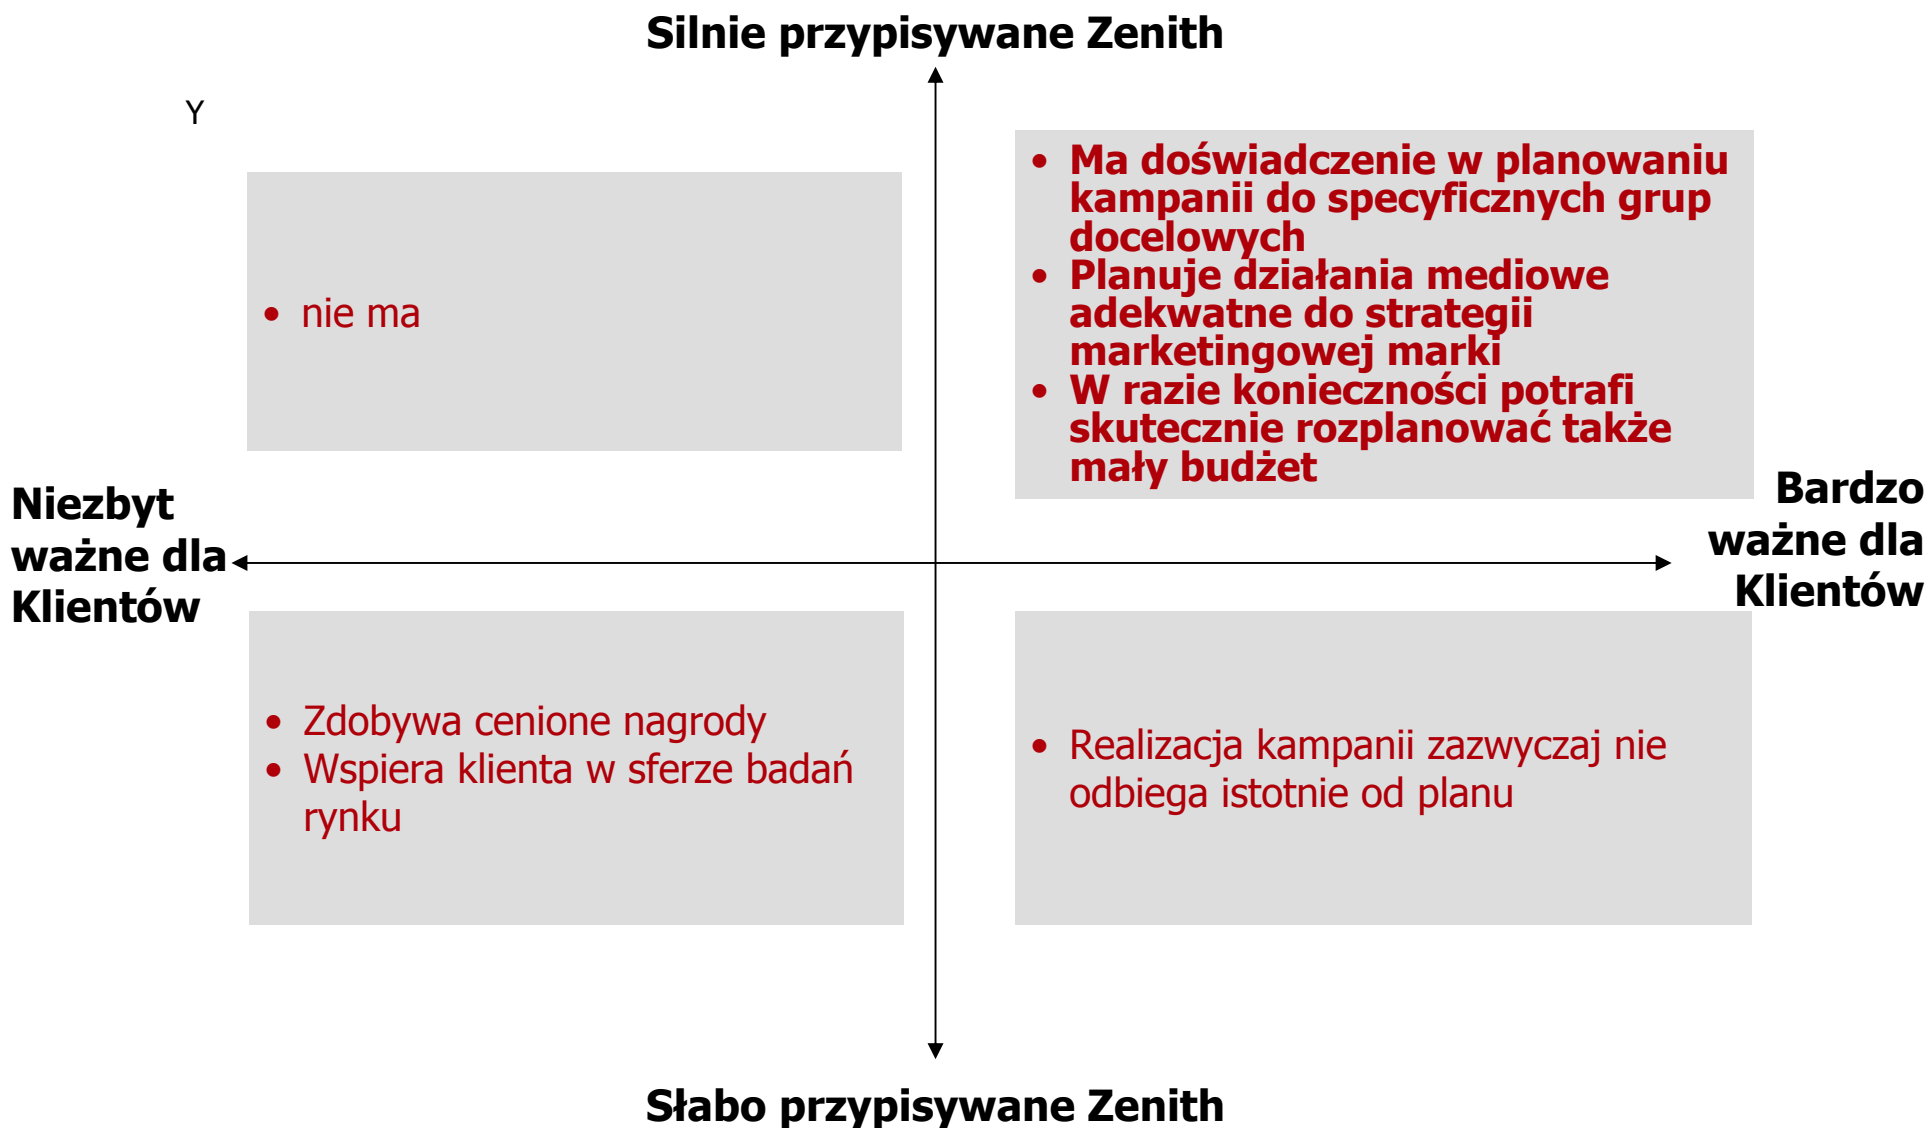 Silnie przypisywane Zenith
Y
• nie ma
• Ma doświadczenie w planowaniu
kampanii do specyficznych grup
docelowych
• Planuje działania mediowe
adekwatne do strategii
marketingowej marki
• W razie konieczności potrafi
skutecznie rozplanować także
mały budżet
Niezbyt
ważne dla
Klientów
Bardzo
ważne dla
Klientów
• Zdobywa cenione nagrody
• Wspiera klienta w sferze badań
rynku
• Realizacja kampanii zazwyczaj nie
odbiega istotnie od planu
Słabo przypisywane Zenith